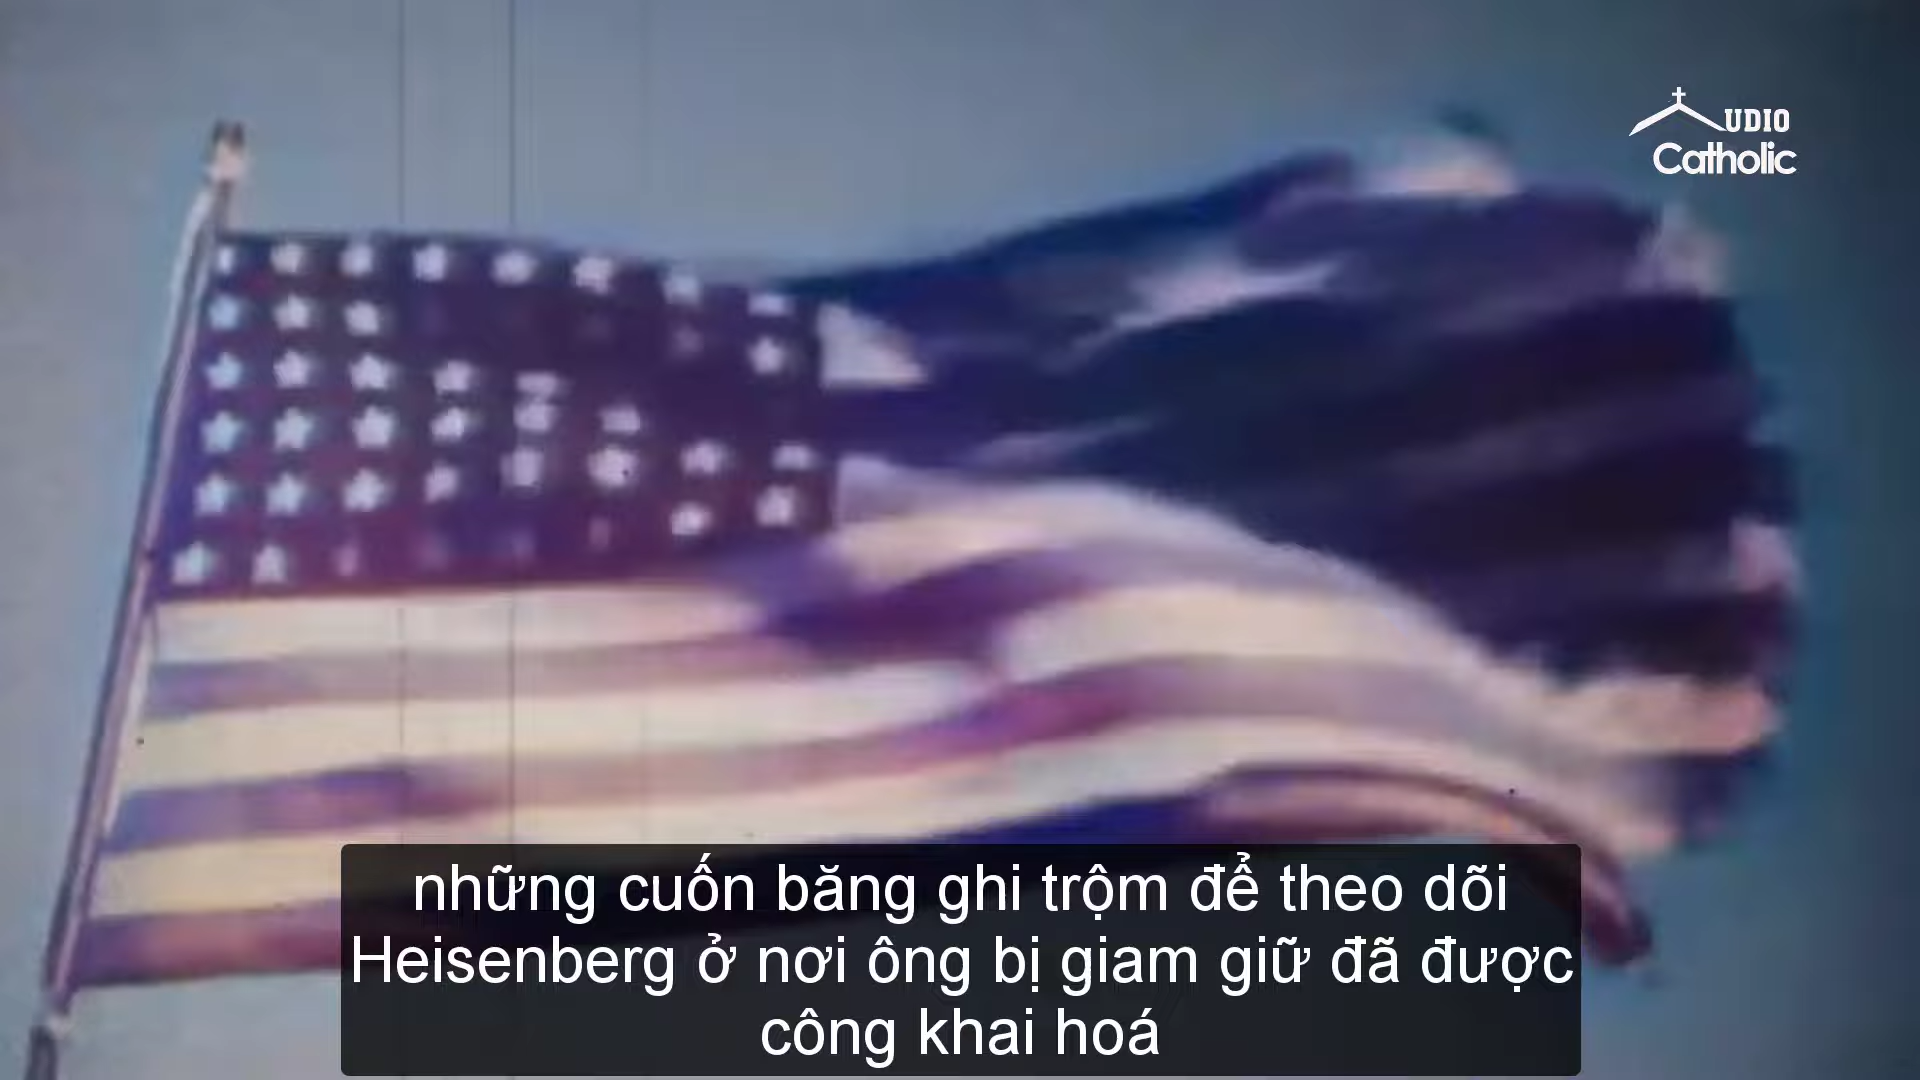 UDIO
Catholic
những cuốn băng ghi trộm để theo dõi
Heisenberg ở nơi ông bị giam giữ đã được
công khai hoá